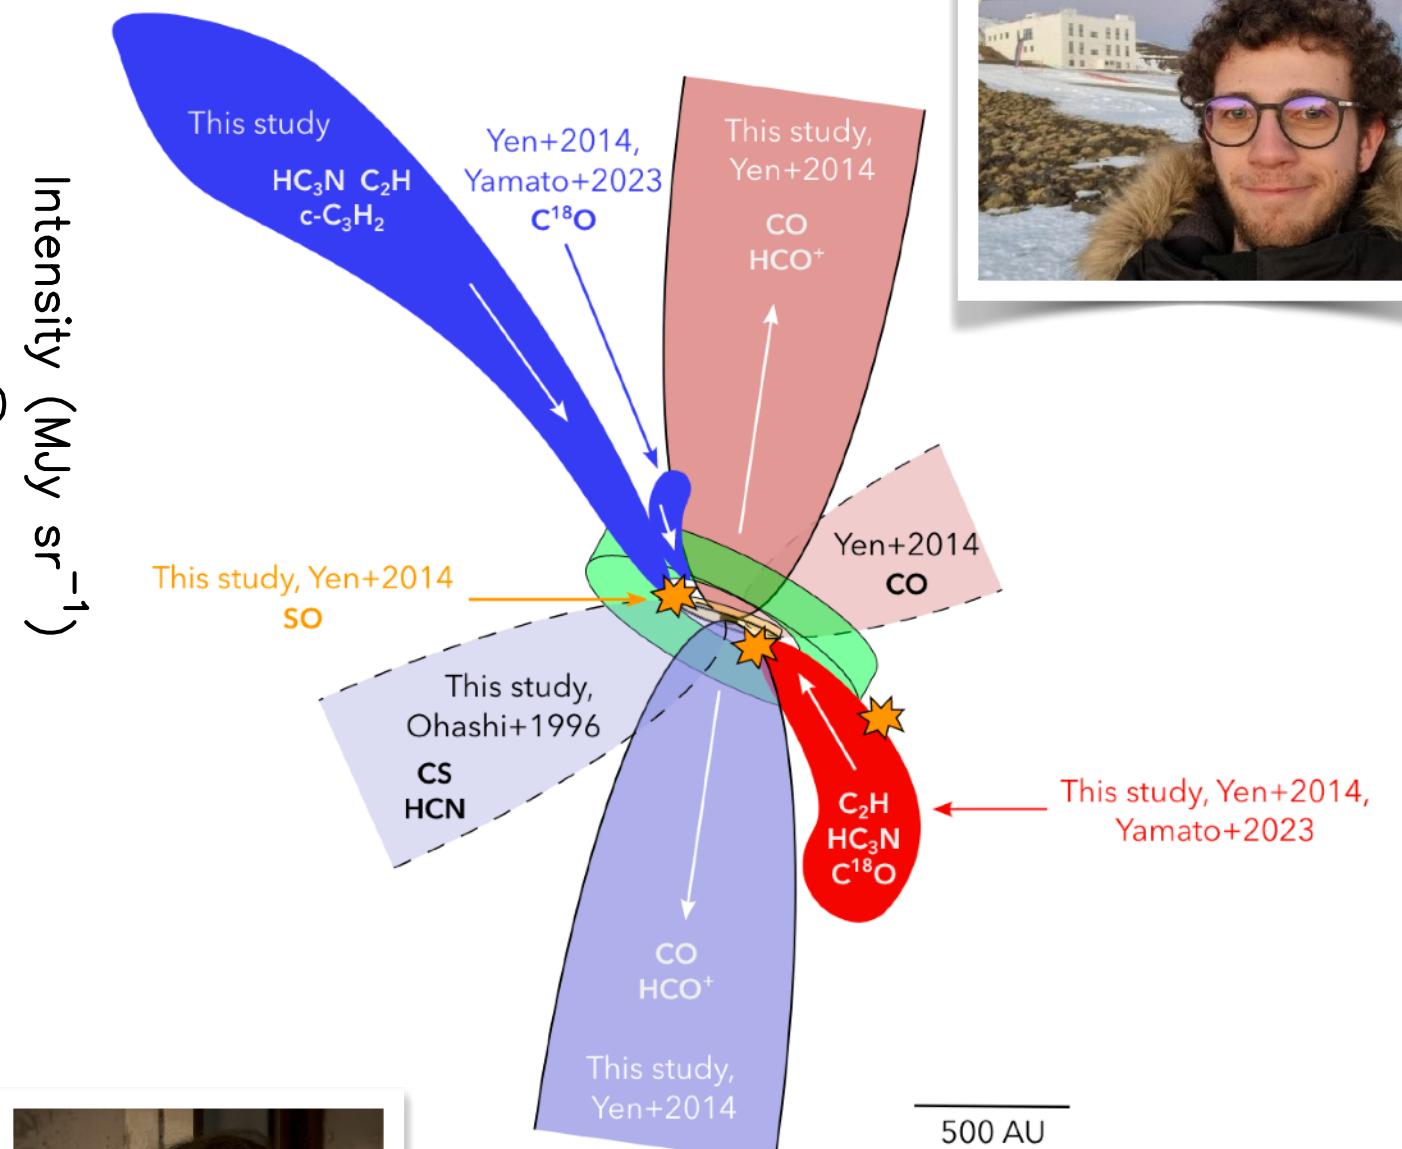 This study
HC₃N C₂H
c-C₃H₂
Yen+2014,
Yamato+2023
C¹⁸O
This study,
Yen+2014
CO
HCO⁺
Intensity (MJy sr⁻¹)
Yen+2014
CO
This study, Yen+2014
SO
This study,
Ohashi+1996
CS
HCN
C₂H
HC₃N
C¹⁸O
This study, Yen+2014,
Yamato+2023
CO
HCO⁺
This study,
Yen+2014
500 AU